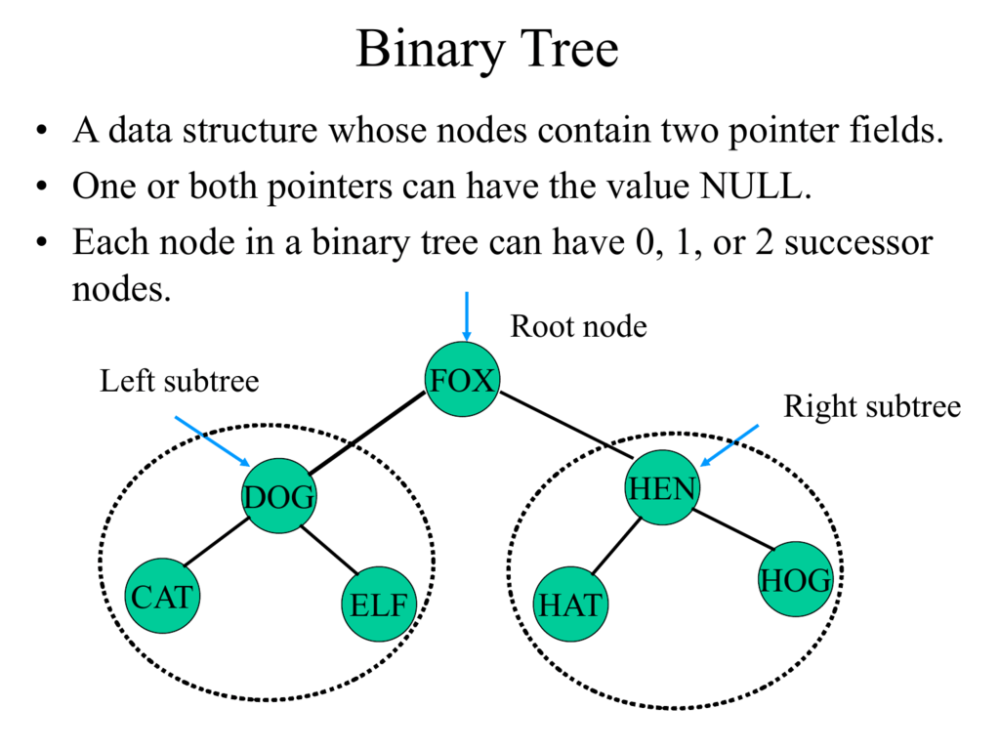 Binary Tree
• A data structure whose nodes contain two pointer fields.
• One or both pointers can have the value NULL.
• Each node in a binary tree can have 0, 1, or 2 successor
nodes.
Root node
FOX
Left subtree
Right subtree
DOG
HEN
CAT
ELF
HAT
HOG